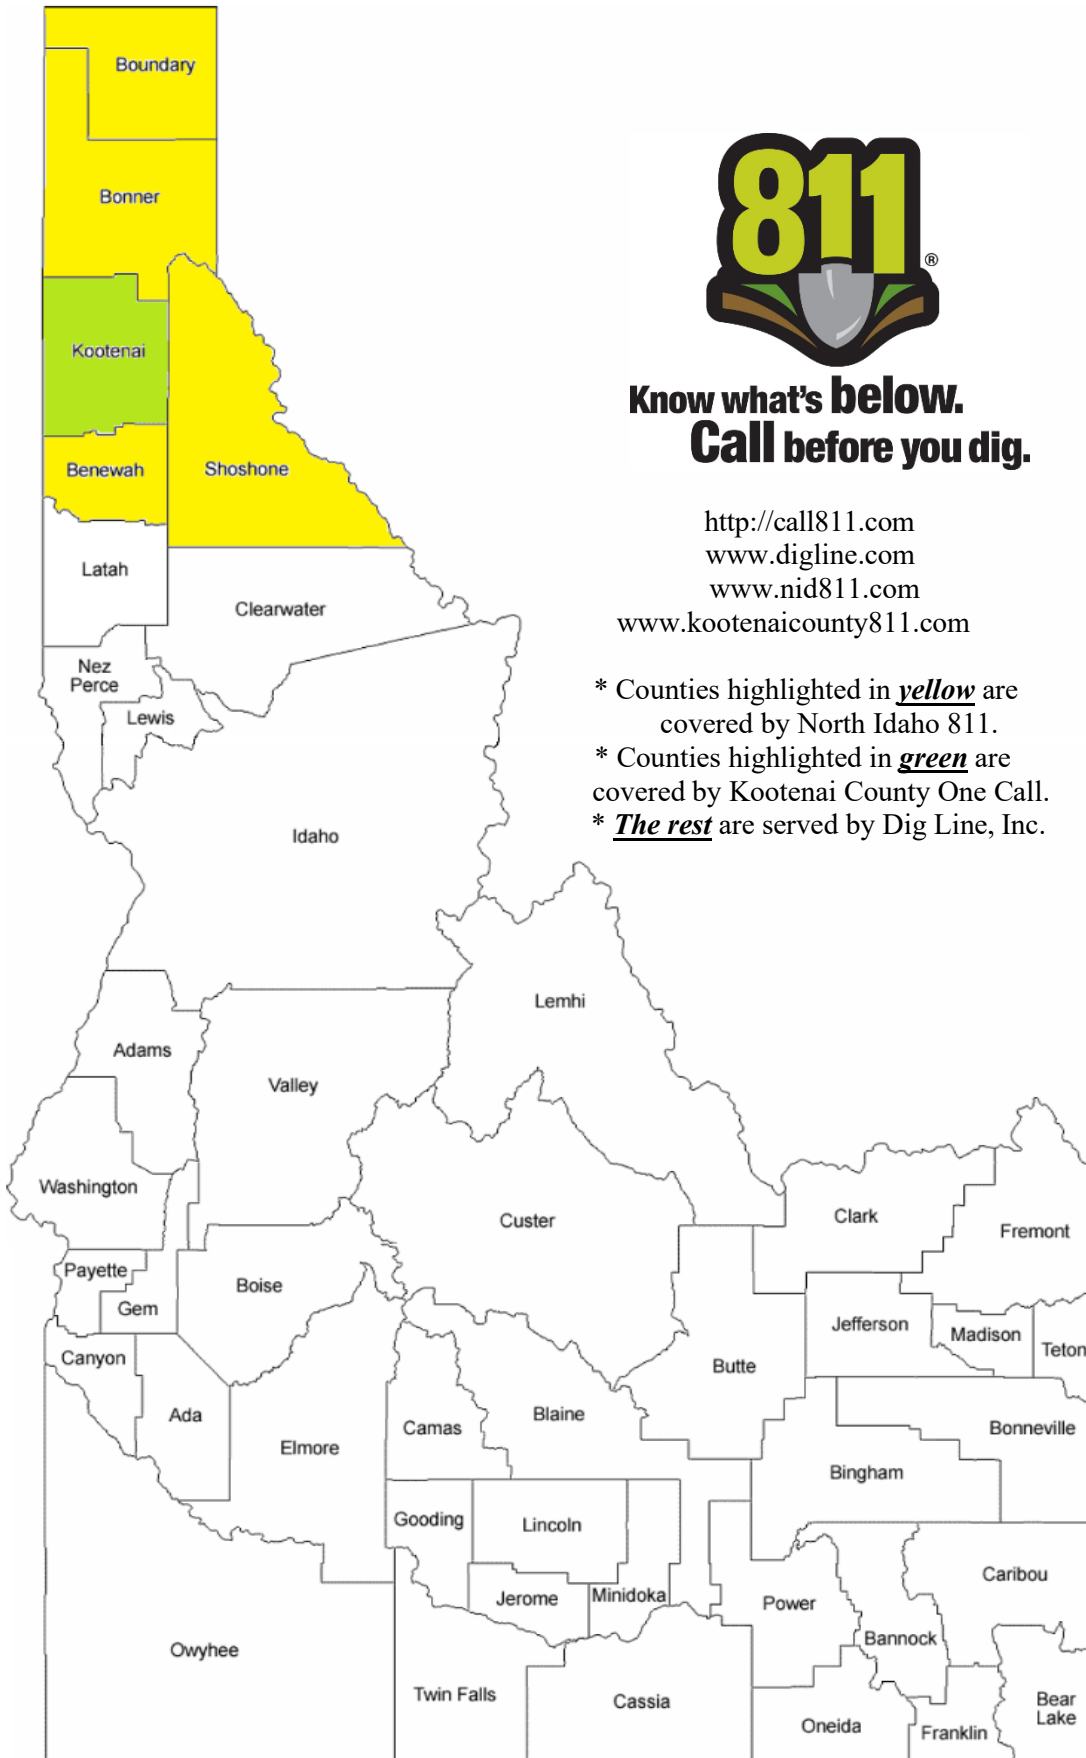 Boundary
Bonner
Kootenai
Benewah
Shoshone
Latah
Clearwater
Nez
Perce
Lewis
Idaho
811®
Know what's below.
Call before you dig.
http://call811.com
www.digline.com
www.nid811.com
www.kootenaicounty811.com
* Counties highlighted in yellow are
covered by North Idaho 811.
* Counties highlighted in green are
covered by Kootenai County One Call.
* The rest are served by Dig Line, Inc.
Lemhi
Adams
Valley
Washington
Custer
Clark
Fremont
Payette
Boise
Gem
Jefferson
Madison
Teton
Canyon
Butte
Ada
Blaine
Camas
Bonneville
Elmore
Bingham
Gooding
Lincoln
Caribou
Jerome
Minidoka
Power
Bannock
Owyhee
Twin Falls
Cassia
Bear
Lake
Oneida
Franklin